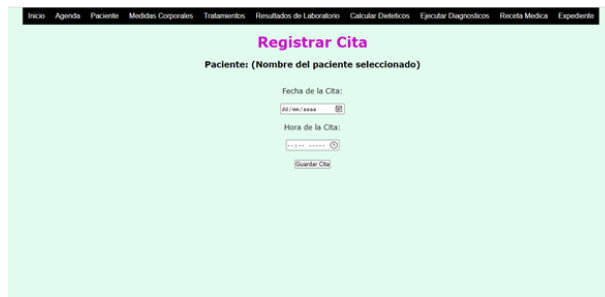 Inicio Agenda Paciente Medidas Corporales Tratamientos Resultados de Laboratorio Calcular Dieteticos Ejecutar Diagnosticos Receta Medica Expediente
Registrar Cita
Paciente: (Nombre del paciente seleccionado)
Fecha de la Cita:
dd/mm/aaaa
Hora de la Cita:
--:-- -----
Guardar Cita